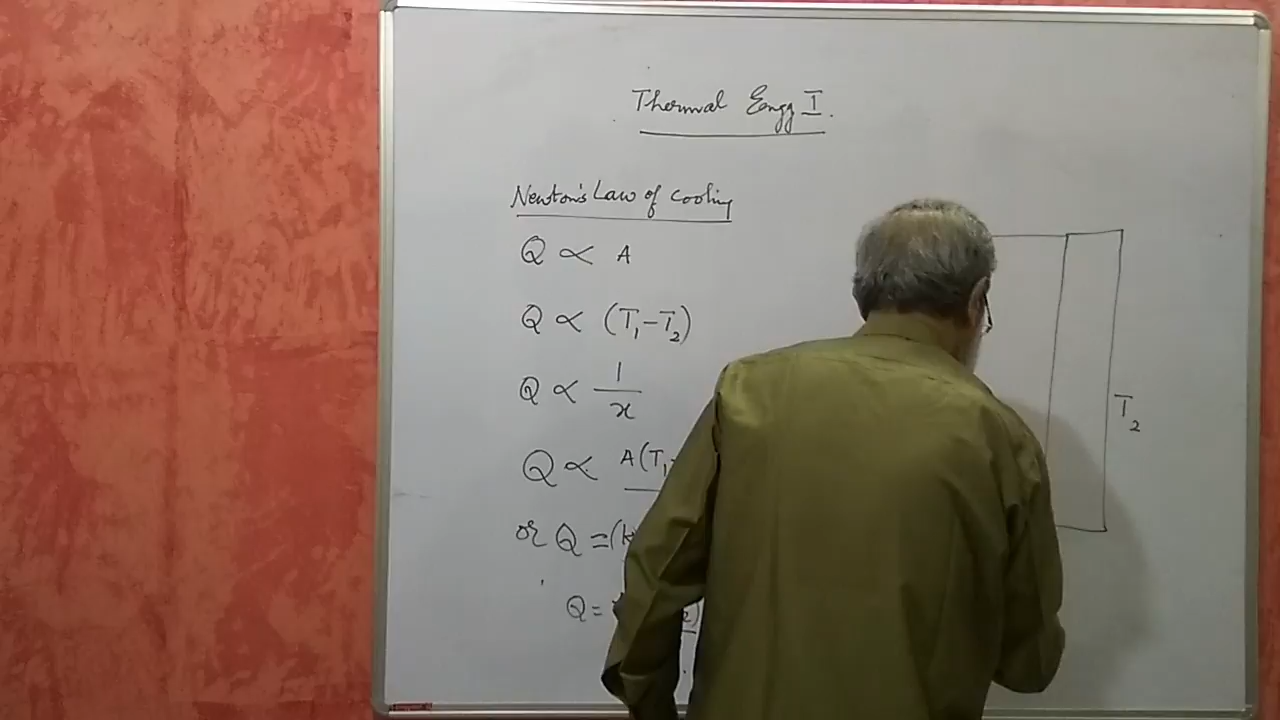 Thermal Engg I.
Newton's Law of Cooling
Q ∝ A
Q ∝ (T₁ - T₂)
Q ∝ 1/x
Q ∝ A(T₁-
or Q = (k
Q =
T₂